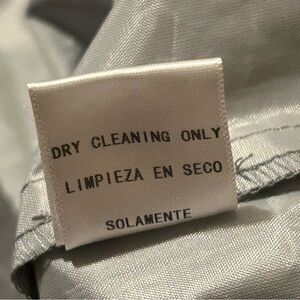 DRY CLEANING ONLY
LIMPIEZA EN SECO
SOLAMENTE